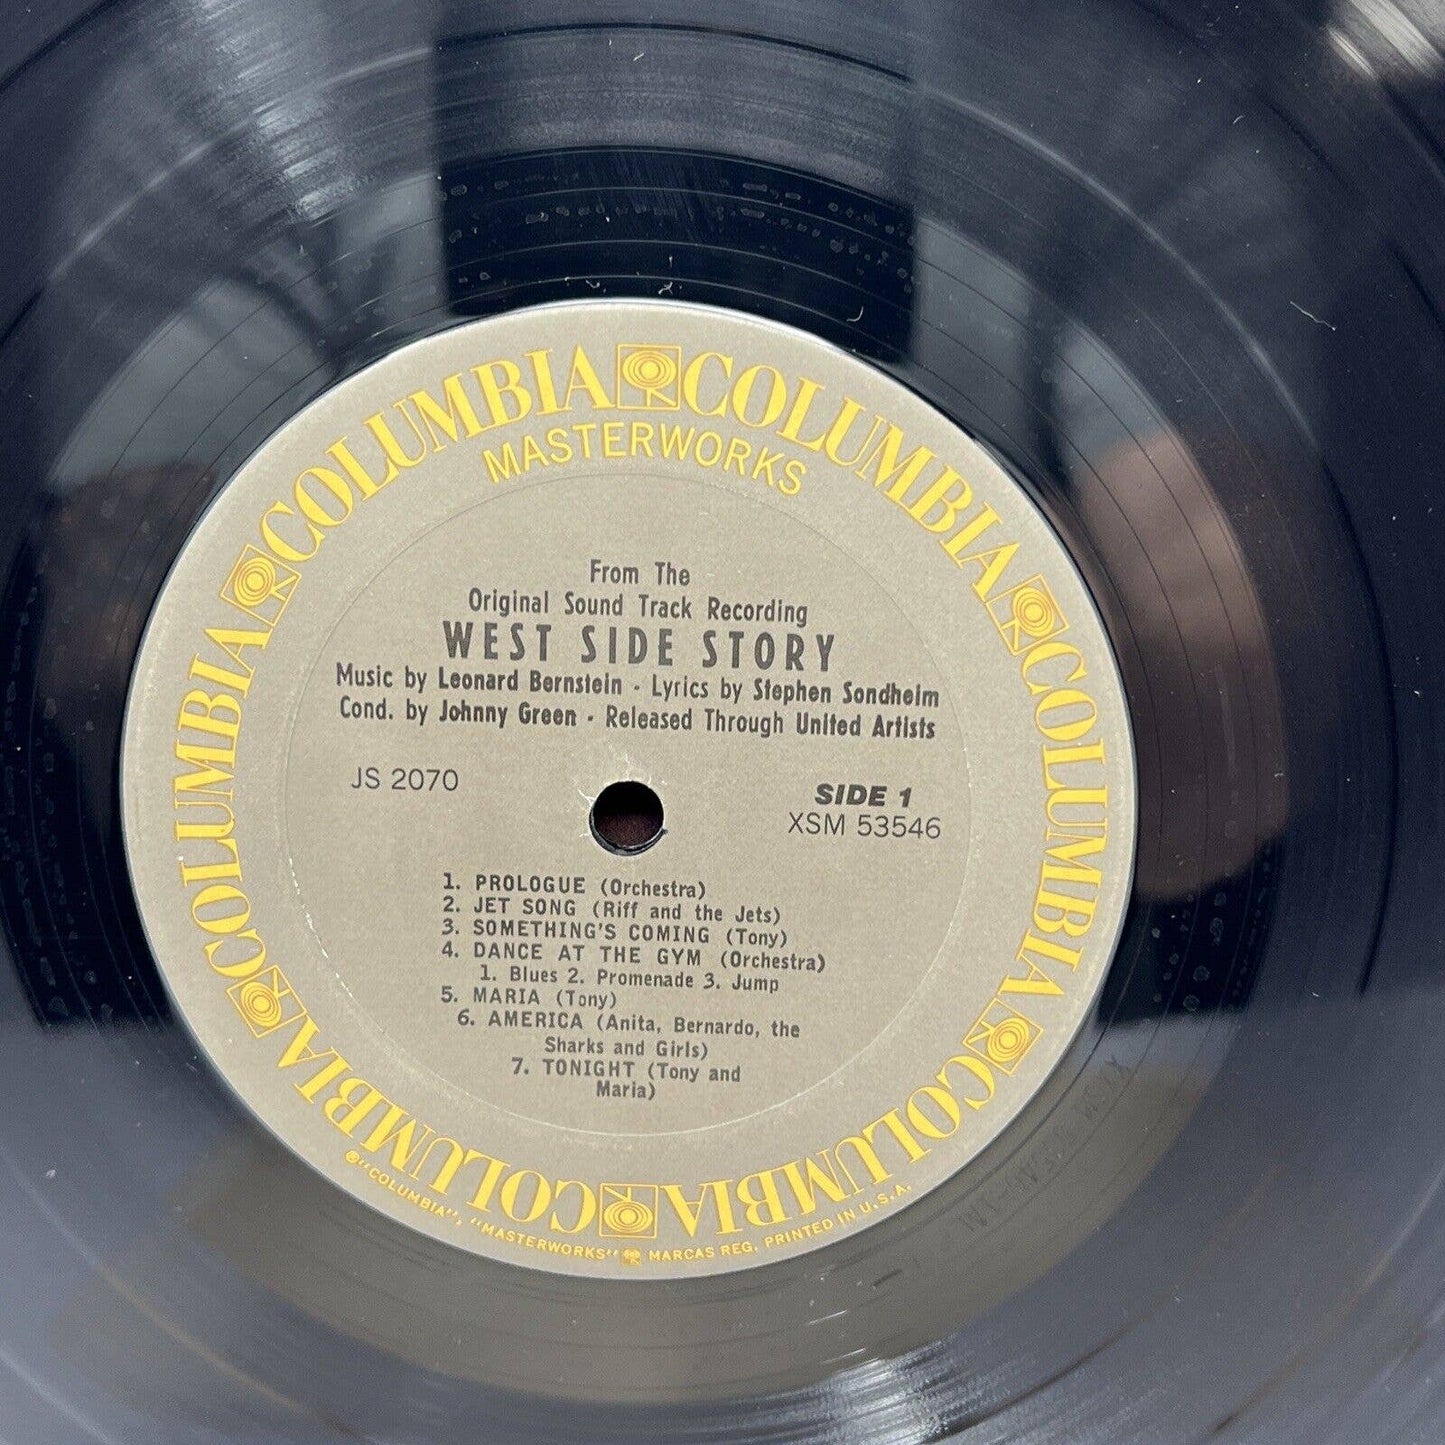 COLUMBIA COLUMBIA COLUMBIA COLUMBIA COLUMBIA COLUMBIA
MASTERWORKS
From The
Original Sound Track Recording
WEST SIDE STORY
Music by Leonard Bernstein · Lyrics by Stephen Sondheim
Cond. by Johnny Green · Released Through United Artists
JS 2070
SIDE 1
XSM 53546
1. PROLOGUE (Orchestra)
2. JET SONG (Riff and the Jets)
3. SOMETHING'S COMING (Tony)
4. DANCE AT THE GYM (Orchestra)
1. Blues 2. Promenade 3. Jump
5. MARIA (Tony)
6. AMERICA (Anita, Bernardo, the
Sharks and Girls)
7. TONIGHT (Tony and
Maria)
®"COLUMBIA", "MASTERWORKS" MARCAS REG. PRINTED IN U.S.A.